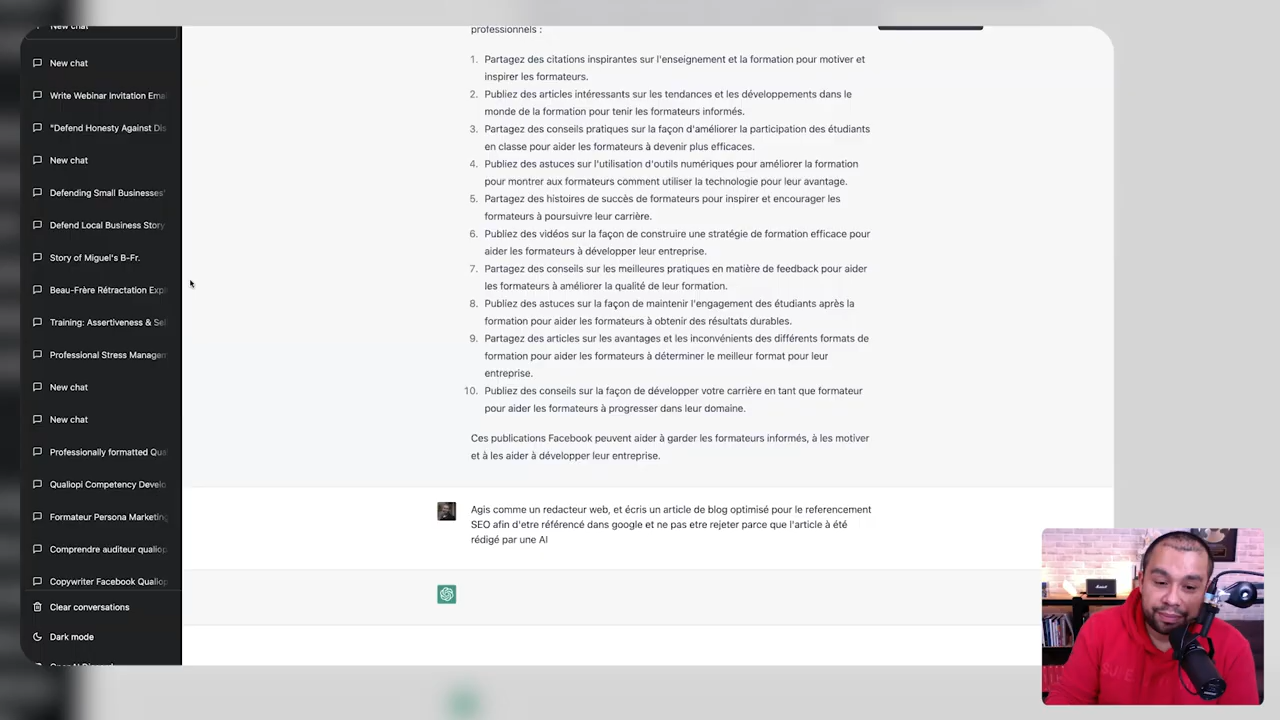 New chat
New chat
Write Webinar Invitation Ema
"Defend Honesty Against Dis
New chat
Defending Small Businesses'
Defend Local Business Story
Story of Miguel's B-Fr.
Beau-Frère Rétractation Expl
Training: Assertiveness & Sel
Professional Stress Managem
New chat
New chat
Professionally formatted Qua
Qualiopi Competency Develo
Formateur Persona Marketing
Comprendre auditeur qualiop
Copywriter Facebook Qualiop
Clear conversations
Dark mode
professionnels :
1. Partagez des citations inspirantes sur l'enseignement et la formation pour motiver et
inspirer les formateurs.
2. Publiez des articles intéressants sur les tendances et les développements dans le
monde de la formation pour tenir les formateurs informés.
3. Partagez des conseils pratiques sur la façon d'améliorer la participation des étudiants
en classe pour aider les formateurs à devenir plus efficaces.
4. Publiez des astuces sur l'utilisation d'outils numériques pour améliorer la formation
pour montrer aux formateurs comment utiliser la technologie pour leur avantage.
5. Partagez des histoires de succès de formateurs pour inspirer et encourager les
formateurs à poursuivre leur carrière.
6. Publiez des vidéos sur la façon de construire une stratégie de formation efficace pour
aider les formateurs à développer leur entreprise.
7. Partagez des conseils sur les meilleures pratiques en matière de feedback pour aider
les formateurs à améliorer la qualité de leur formation.
8. Publiez des astuces sur la façon de maintenir l'engagement des étudiants après la
formation pour aider les formateurs à obtenir des résultats durables.
9. Partagez des articles sur les avantages et les inconvénients des différents formats de
formation pour aider les formateurs à déterminer le meilleur format pour leur
entreprise.
10. Publiez des conseils sur la façon de développer votre carrière en tant que formateur
pour aider les formateurs à progresser dans leur domaine.
Ces publications Facebook peuvent aider à garder les formateurs informés, à les motiver
et à les aider à développer leur entreprise.
Agis comme un redacteur web, et écris un article de blog optimisé pour le referencement
SEO afin d'etre référencé dans google et ne pas etre rejeter parce que l'article à été
rédigé par une AI